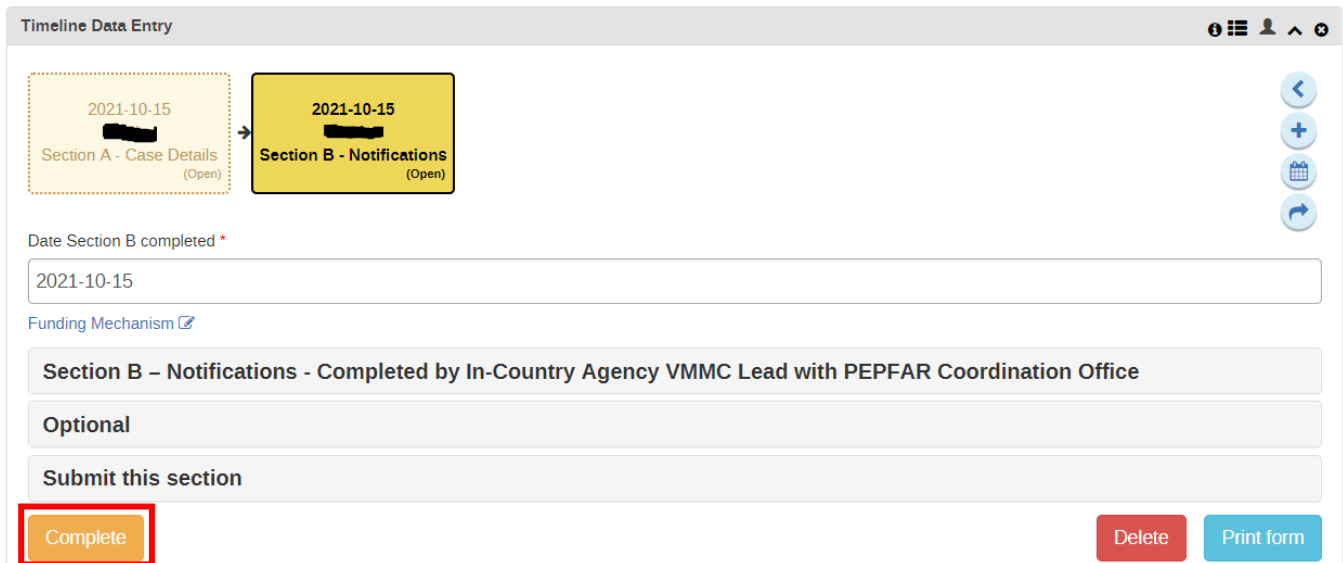 Timeline Data Entry
2021-10-15
Section A - Case Details
(Open)
2021-10-15
Section B - Notifications
(Open)
Date Section B completed *
2021-10-15
Funding Mechanism
Section B – Notifications - Completed by In-Country Agency VMMC Lead with PEPFAR Coordination Office
Optional
Submit this section
Complete
Delete
Print form